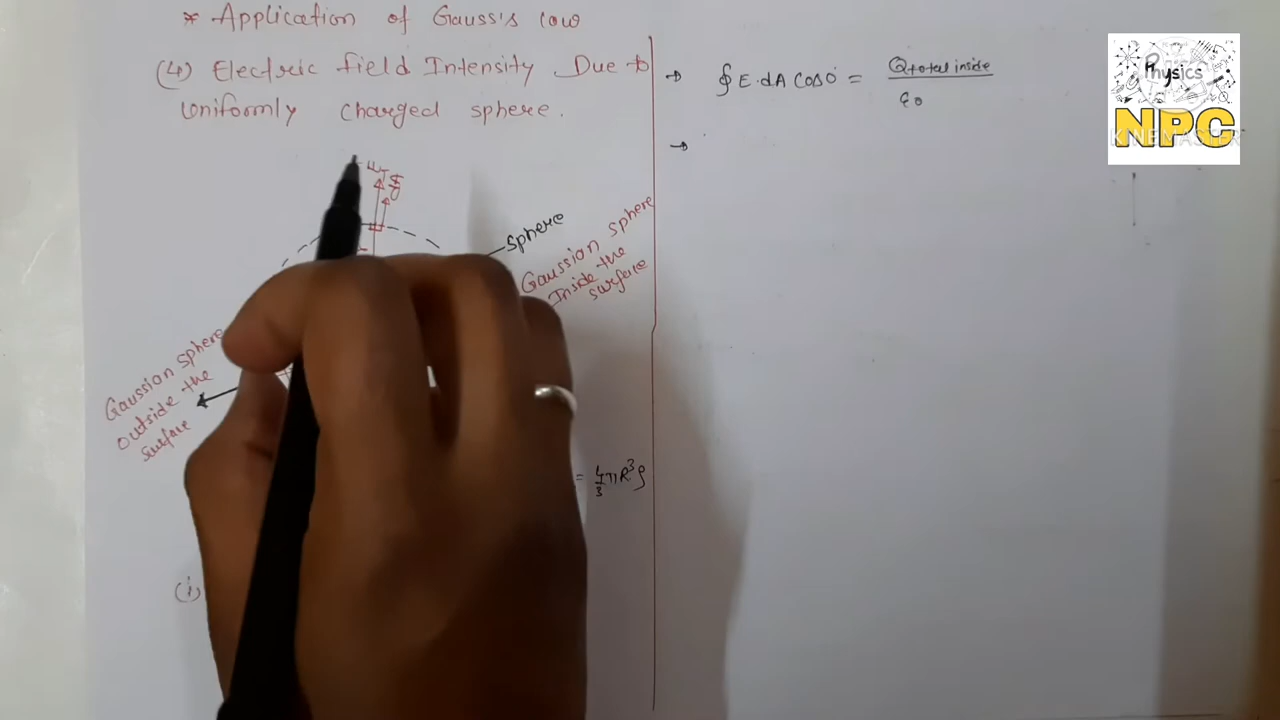 * Application of Gauss's law
(4) Electric field Intensity Due to
Uniformly charged sphere.
sphere
Gaussian sphere
Inside the
surface
Gaussian sphere
outside the
surface
= 4/3 πR³ρ
(i)
→ ∮ E·dA cos0 = Qtotal inside / ε0
→
Physics
NPC
KINEMASTER